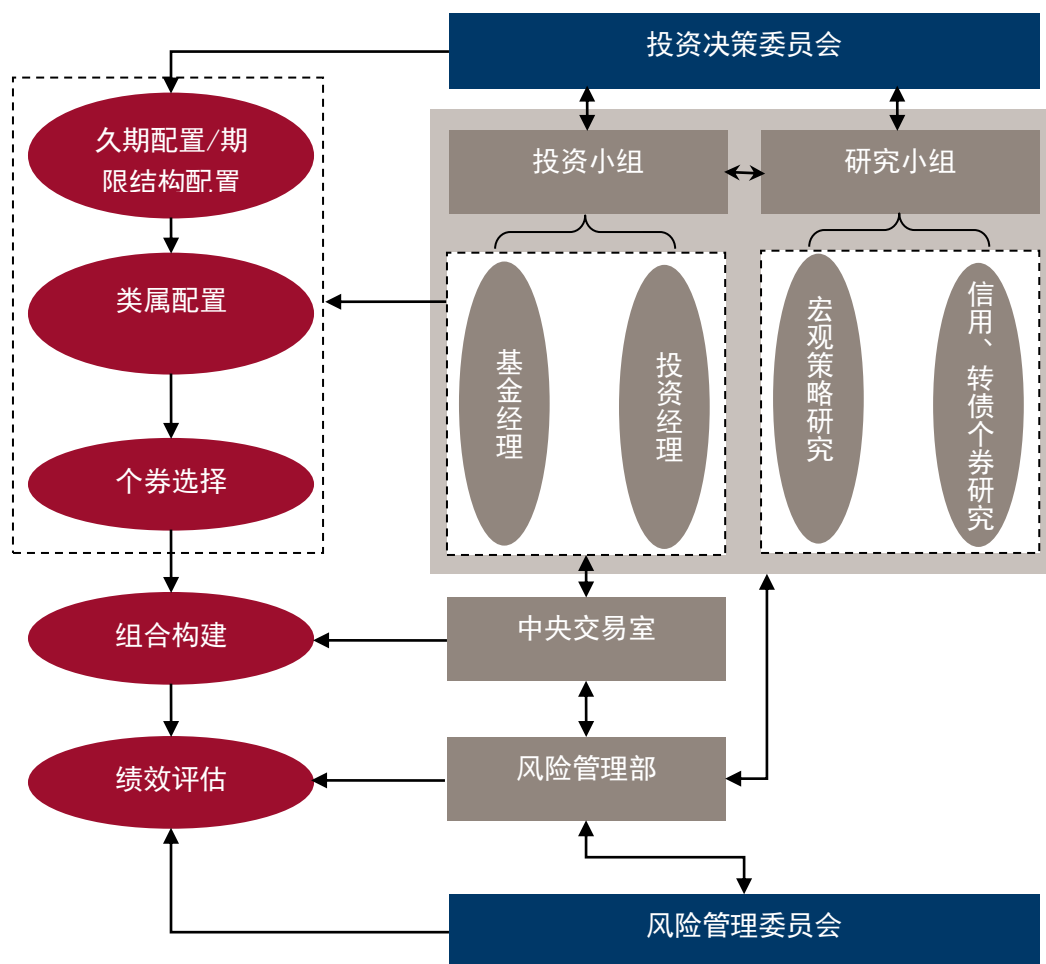 投资决策委员会
久期配置/期
限结构配置
类属配置
个券选择
组合构建
绩效评估
投资小组
研究小组
基金经理
投资经理
宏观策略研究
信用、转债个券研究
中央交易室
风险管理部
风险管理委员会